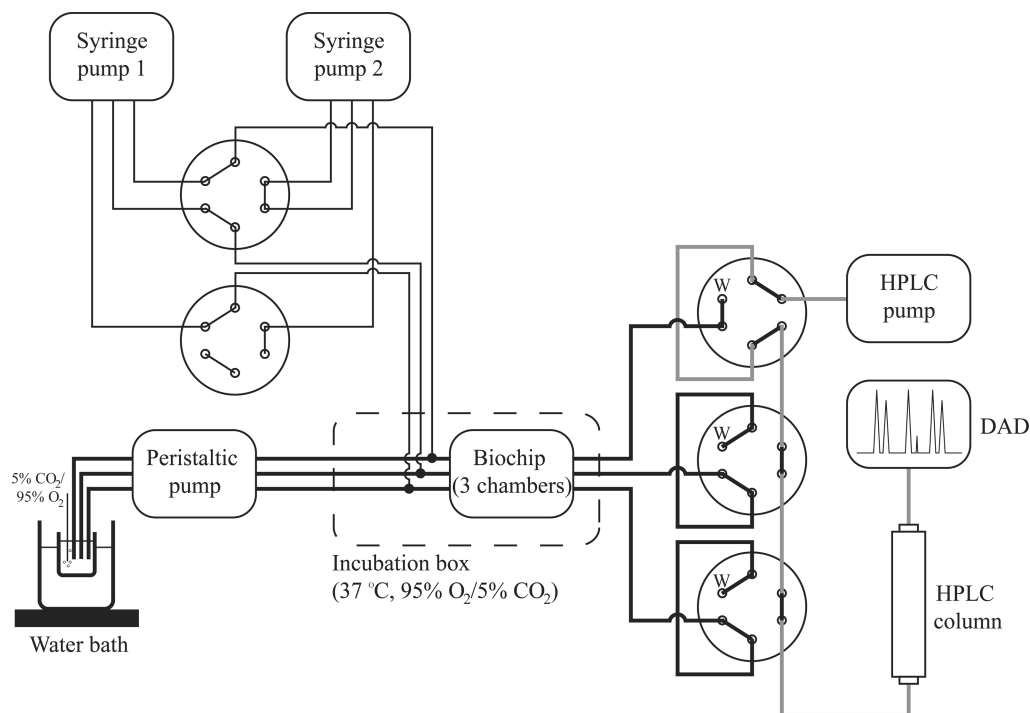 Syringe
pump 1
Syringe
pump 2
W
HPLC
pump
DAD
W
Peristaltic
pump
Biochip
(3 chambers)
5% CO₂/
95% O₂
Incubation box
(37 °C, 95% O₂/5% CO₂)
W
HPLC
column
Water bath